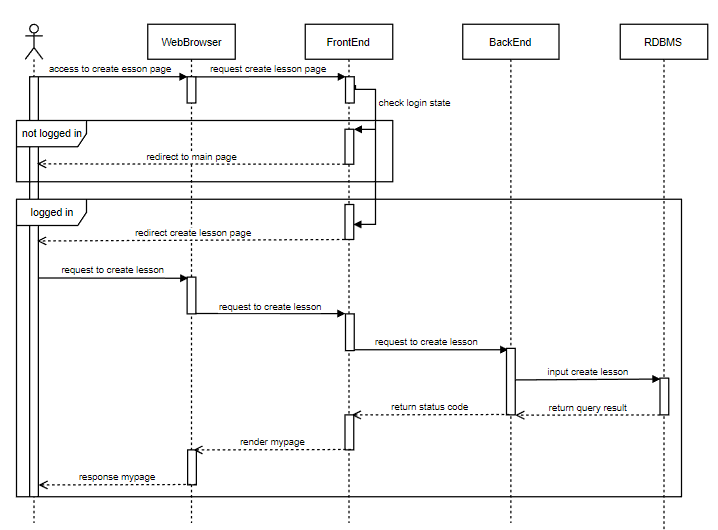 WebBrowser
FrontEnd
BackEnd
RDBMS
access to create esson page
request create lesson page
check login state
not logged in
redirect to main page
logged in
redirect create lesson page
request to create lesson
request to create lesson
request to create lesson
input create lesson
return status code
return query result
render mypage
response mypage